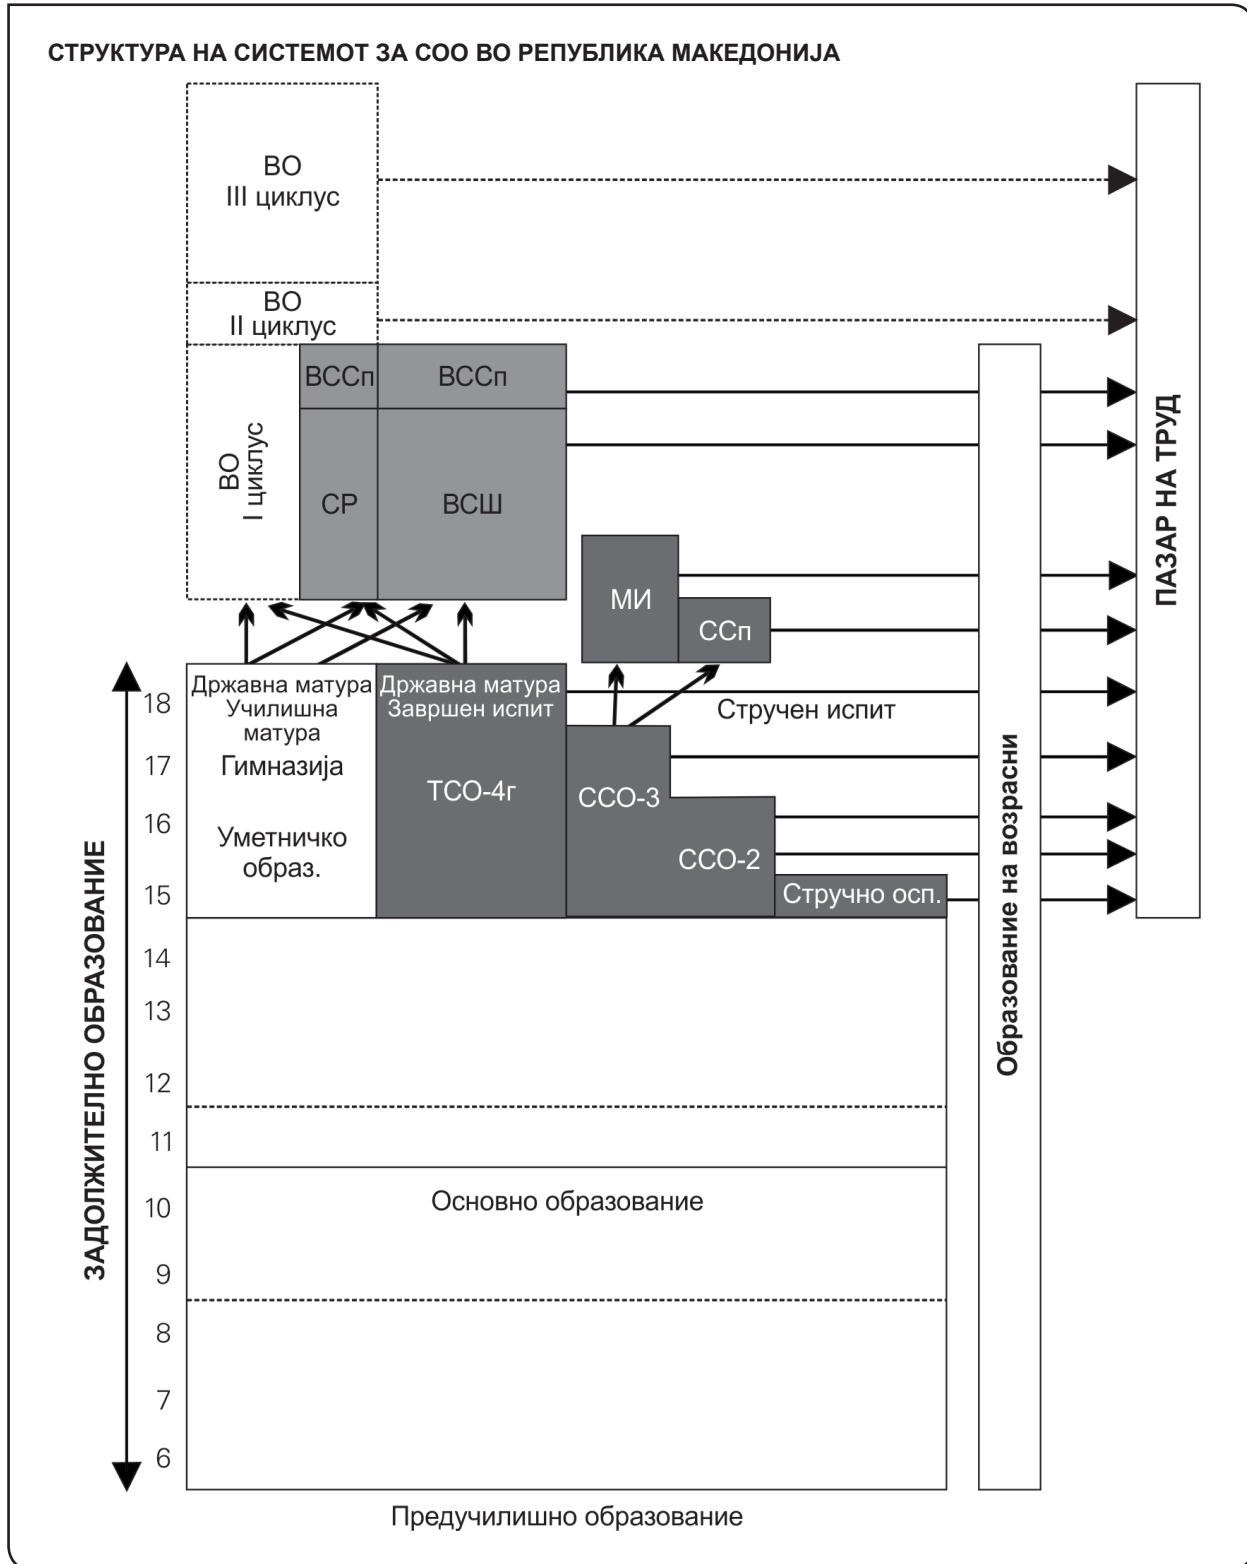 СТРУКТУРА НА СИСТЕМОТ ЗА СОО ВО РЕПУБЛИКА МАКЕДОНИЈА
ВО
III циклус
ВО
II циклус
ВО
I циклус
ВССп
ВССп
СР
ВСШ
МИ
ССп
Државна матура
Училишна
матура
Гимназија
Уметничко
образ.
Државна матура
Завршен испит
ТСО-4г
Стручен испит
ССО-3
ССО-2
Стручно осп.
18
17
16
15
14
13
12
11
10
9
8
7
6
ЗАДОЛЖИТЕЛНО ОБРАЗОВАНИЕ
Основно образование
Предучилишно образование
Образование на возрасни
ПАЗАР НА ТРУД